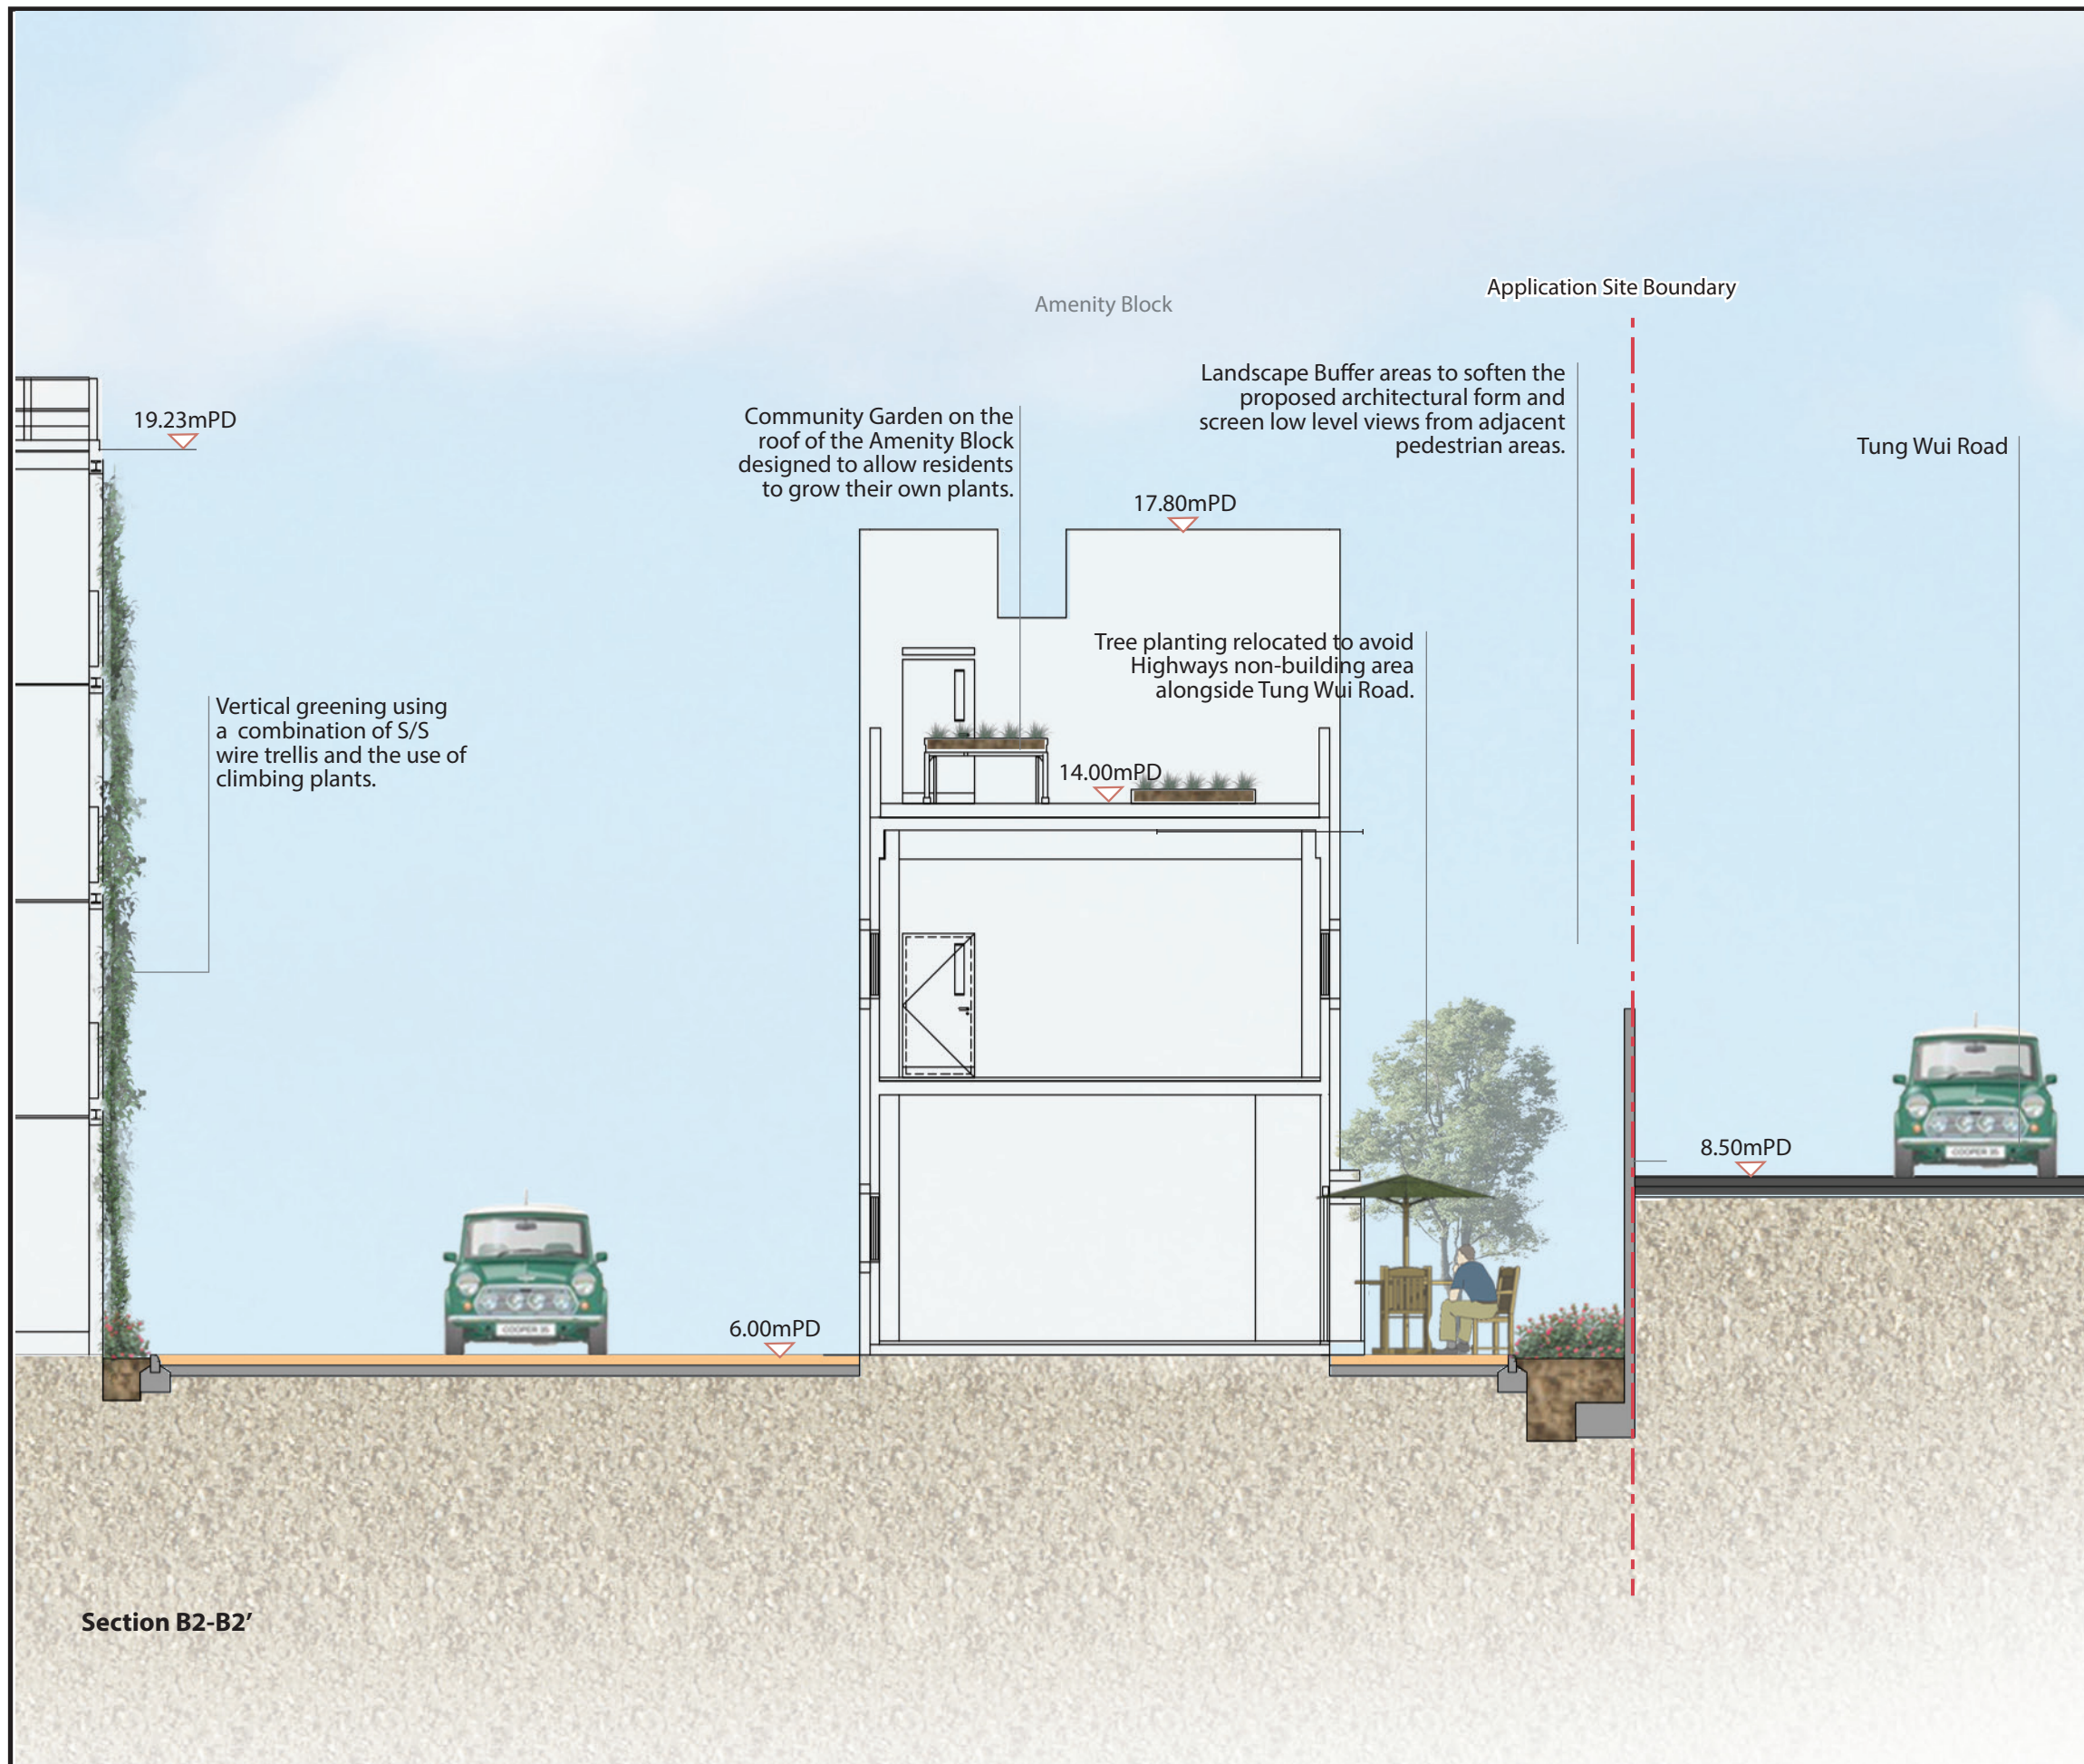 Application Site Boundary
Amenity Block
Landscape Buffer areas to soften the
proposed architectural form and
screen low level views from adjacent
pedestrian areas.
19.23mPD
Community Garden on the
roof of the Amenity Block
designed to allow residents
to grow their own plants.
Tung Wui Road
17.80mPD
Tree planting relocated to avoid
Highways non-building area
alongside Tung Wui Road.
Vertical greening using
a combination of S/S
wire trellis and the use of
climbing plants.
14.00mPD
8.50mPD
COOPER 35
6.00mPD
COOPER 35
Section B2-B2’